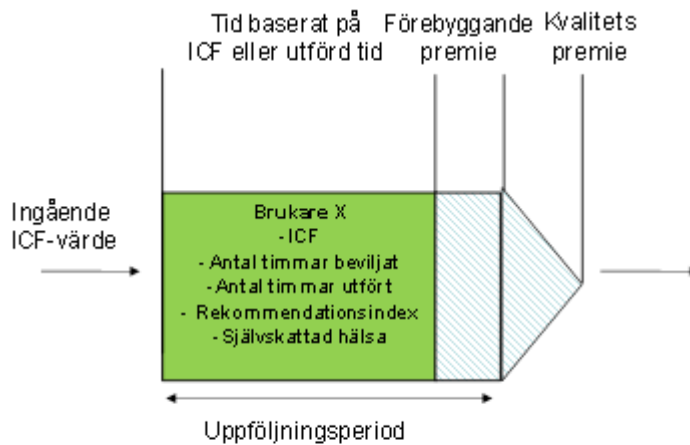 Tid baserat på
ICF eller utförd tid
Förebyggande
premie
Kvalitets
premie
Ingående
ICF-värde
Brukare X
- ICF
- Antal timmar beviljat
- Antal timmar utfört
- Rekommendationsindex
- Självskattad hälsa
Uppföljningsperiod